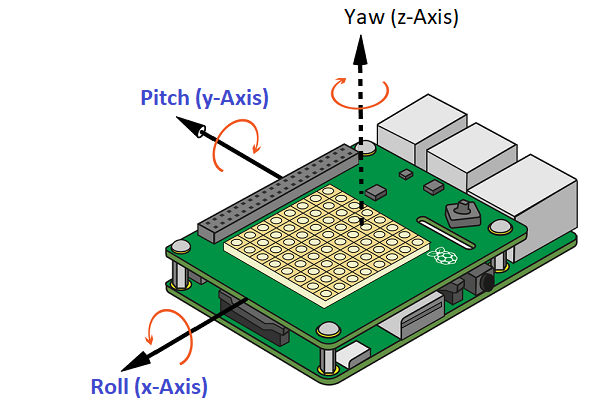 Yaw (z-Axis)
Pitch (y-Axis)
Roll (x-Axis)